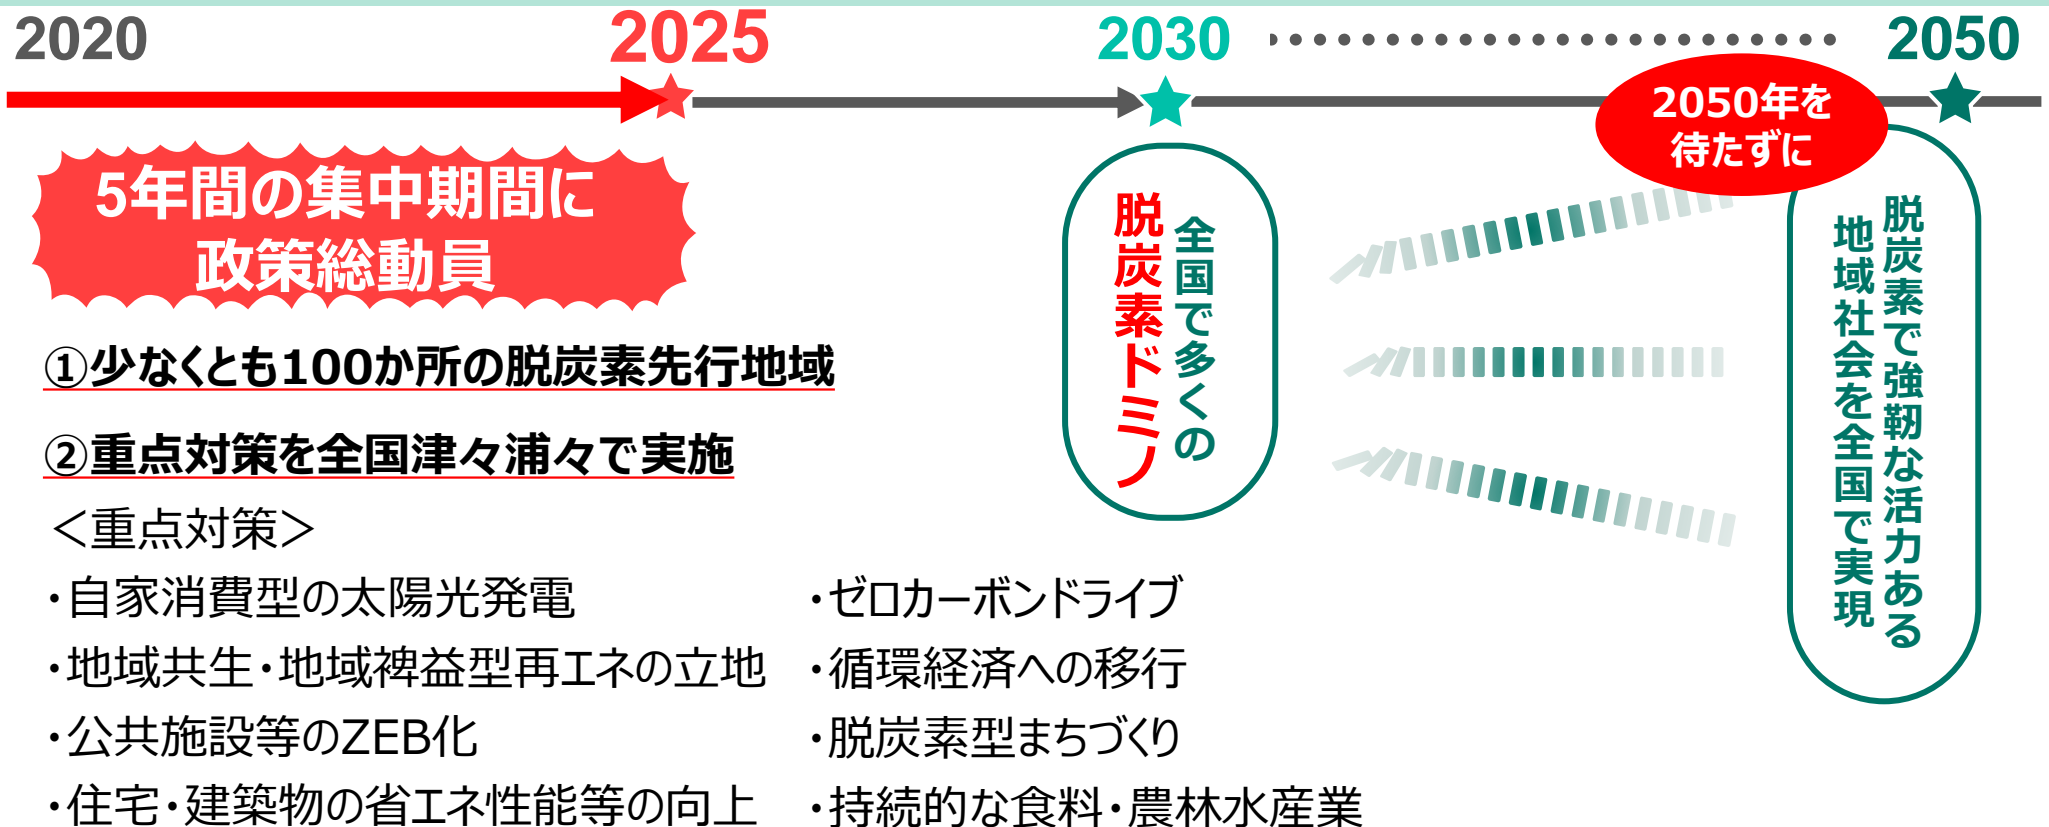 2020
2025
2030
2050
2050年を
待たずに
5年間の集中期間に
政策総動員
①少なくとも100か所の脱炭素先行地域
②重点対策を全国津々浦々で実施
＜重点対策＞
・自家消費型の太陽光発電
・地域共生・地域裨益型再エネの立地
・公共施設等のZEB化
・住宅・建築物の省エネ性能等の向上
・ゼロカーボンドライブ
・循環経済への移行
・脱炭素型まちづくり
・持続的な食料・農林水産業
全国で多くの
脱炭素ドミノ
脱炭素で強靭な活力ある
地域社会を全国で実現